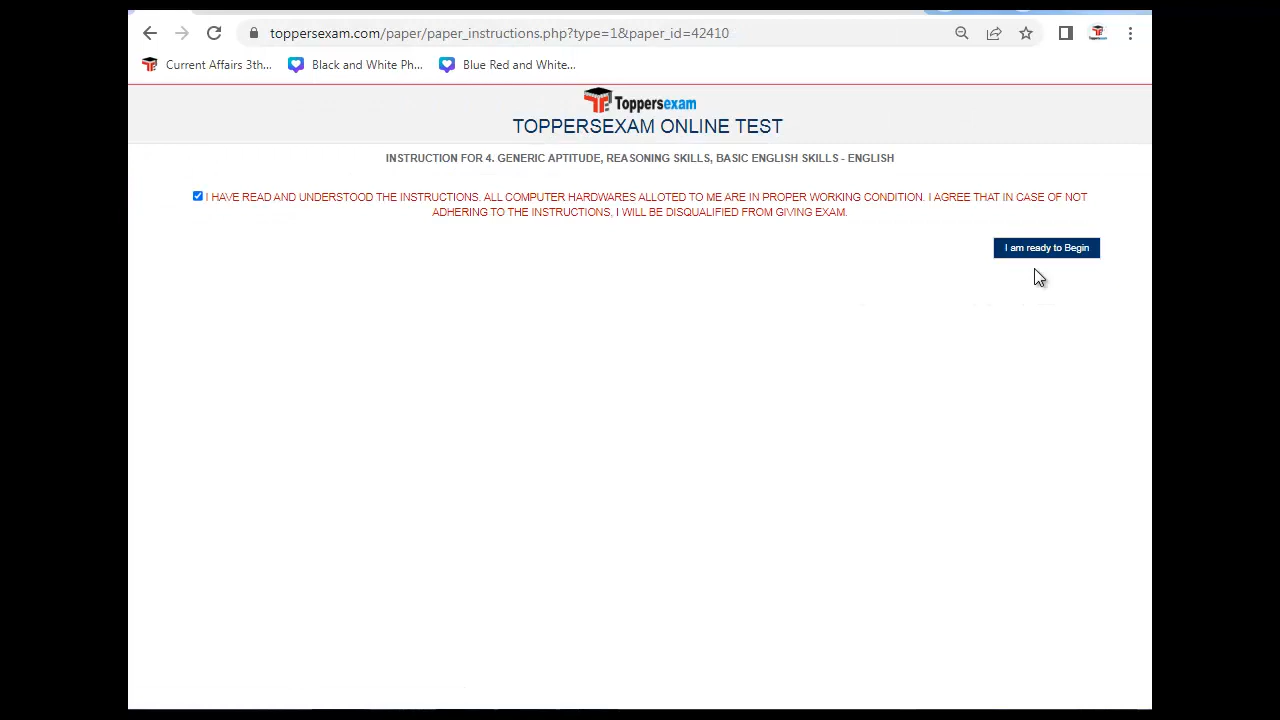 toppersexam.com/paper/paper_instructions.php?type=1&paper_id=42410
Current Affairs 3th... Black and White Ph... Blue Red and White...
Toppersexam
TOPPERSEXAM ONLINE TEST
INSTRUCTION FOR 4. GENERIC APTITUDE, REASONING SKILLS, BASIC ENGLISH SKILLS - ENGLISH
I HAVE READ AND UNDERSTOOD THE INSTRUCTIONS. ALL COMPUTER HARDWARES ALLOTED TO ME ARE IN PROPER WORKING CONDITION. I AGREE THAT IN CASE OF NOT
ADHERING TO THE INSTRUCTIONS, I WILL BE DISQUALIFIED FROM GIVING EXAM.
I am ready to Begin